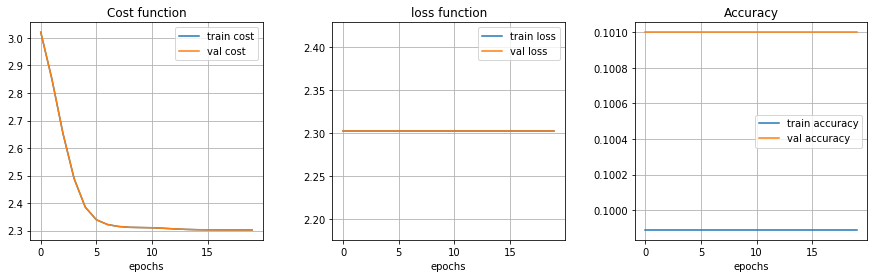 Cost function
3.0
2.9
2.8
2.7
2.6
2.5
2.4
2.3
0 5 10 15
epochs
train cost
val cost
loss function
2.40
2.35
2.30
2.25
2.20
0 5 10 15
epochs
train loss
val loss
Accuracy
0.1010
0.1008
0.1006
0.1004
0.1002
0.1000
0 5 10 15
epochs
train accuracy
val accuracy